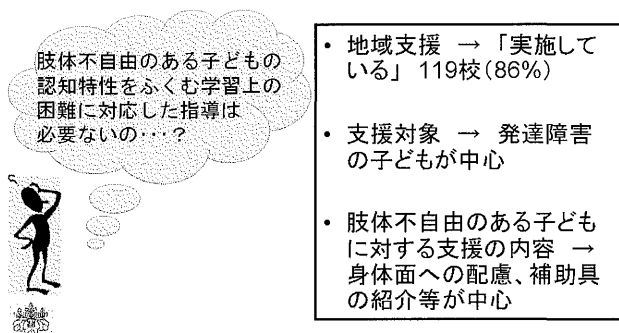 肢体不自由のある子どもの
認知特性をふくむ学習上の
困難に対応した指導は
必要ないの・・・?
• 地域支援 → 「実施して
いる」 119校(86%)
• 支援対象 → 発達障害
の子どもが中心
• 肢体不自由のある子ども
に対する支援の内容 →
身体面への配慮、補助具
の紹介等が中心